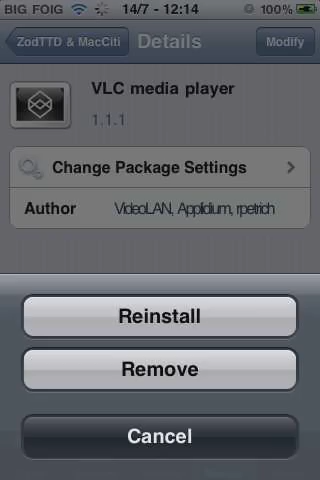 BIG FOIG 14/7 - 12:14 100%
ZodTTD & MacCiti Details Modify
VLC media player
1.1.1
Change Package Settings
Author VideoLAN, Applidium, rpetrich
Reinstall
Remove
Cancel